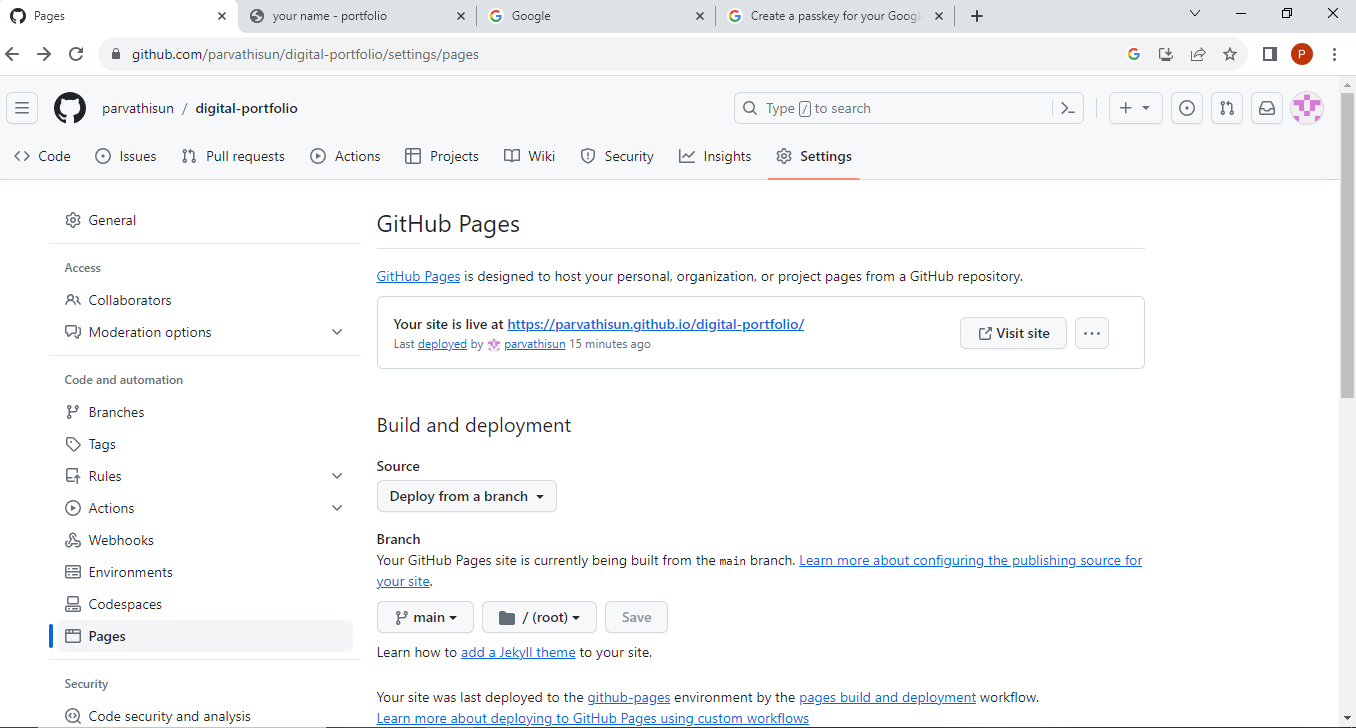 Pages
your name - portfolio
Google
Create a passkey for your Googl
github.com/parvathisun/digital-portfolio/settings/pages
P
parvathisun / digital-portfolio
Type / to search
Code
Issues
Pull requests
Actions
Projects
Wiki
Security
Insights
Settings
General
Access
Collaborators
Moderation options
Code and automation
Branches
Tags
Rules
Actions
Webhooks
Environments
Codespaces
Pages
Security
Code security and analysis
GitHub Pages
GitHub Pages is designed to host your personal, organization, or project pages from a GitHub repository.
Your site is live at https://parvathisun.github.io/digital-portfolio/
Last deployed by parvathisun 15 minutes ago
Visit site
Build and deployment
Source
Deploy from a branch
Branch
Your GitHub Pages site is currently being built from the main branch. Learn more about configuring the publishing source for
your site.
main
/ (root)
Save
Learn how to add a Jekyll theme to your site.
Your site was last deployed to the github-pages environment by the pages build and deployment workflow.
Learn more about deploying to GitHub Pages using custom workflows